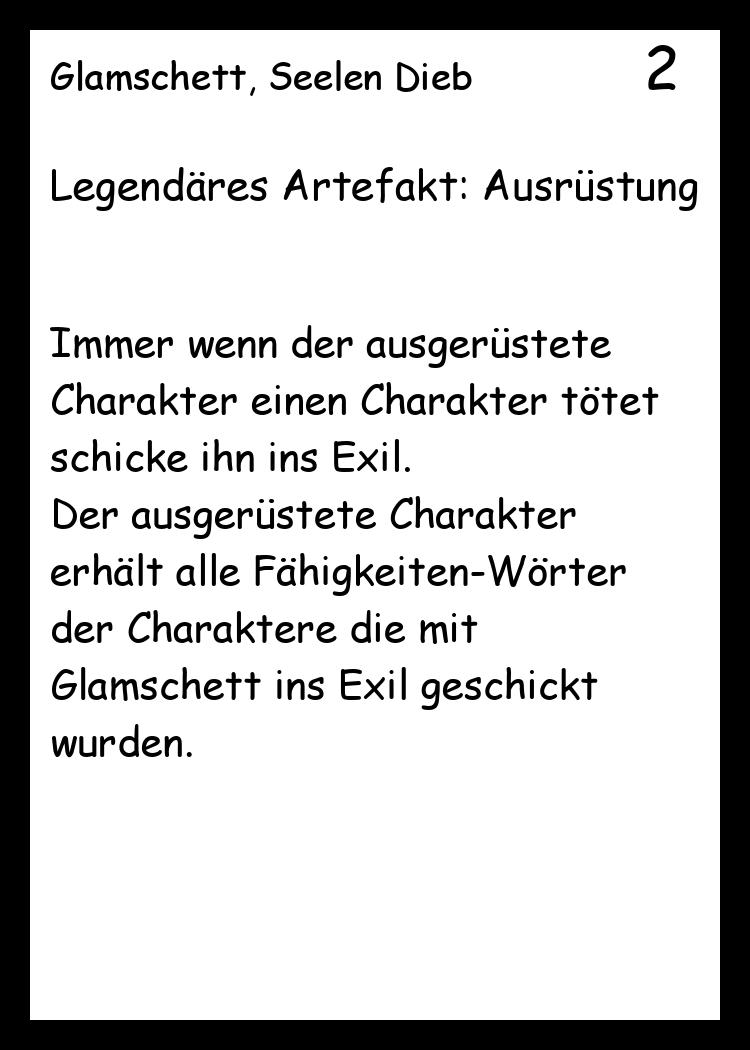 Glamschett, Seelen Dieb 2
Legendäres Artefakt: Ausrüstung
Immer wenn der ausgerüstete
Charakter einen Charakter tötet
schicke ihn ins Exil.
Der ausgerüstete Charakter
erhält alle Fähigkeiten-Wörter
der Charaktere die mit
Glamschett ins Exil geschickt
wurden.